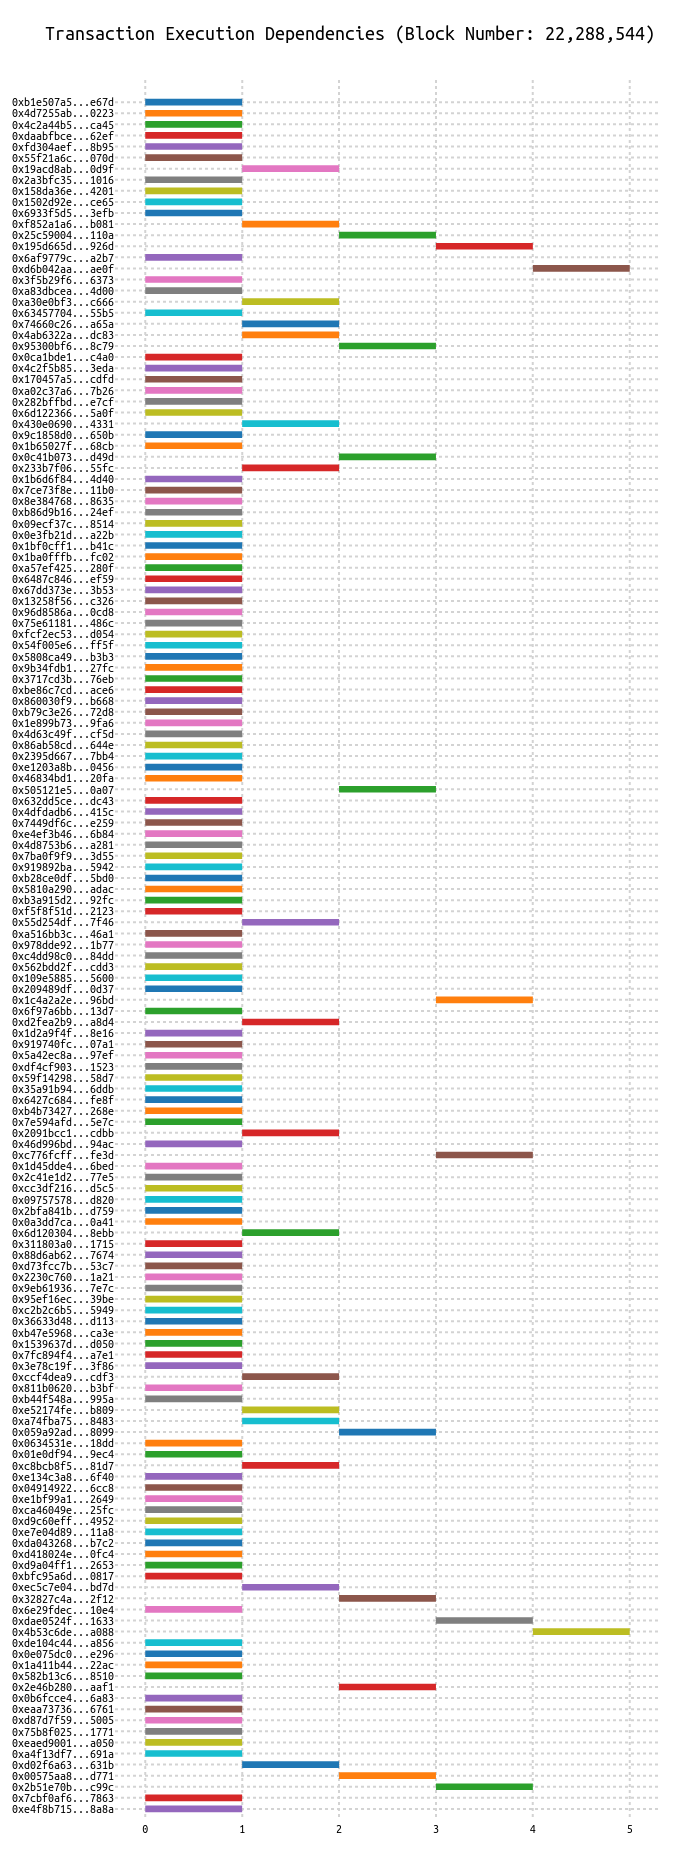 Transaction Execution Dependencies (Block Number: 22,288,544)
0xb1e507a5...e67d
0x4d7255ab...0223
0x4c2a44b5...ca45
0xdaabfbce...62ef
0xfd304aef...8b95
0x55f21a6c...070d
0x19acd8ab...0d9f
0x2a3bfc35...1016
0x158da36e...4201
0x1502d92e...ce65
0x6933f5d5...3efb
0xf852a1a6...b081
0x25c59004...110a
0x195d665d...926d
0x6af9779c...a2b7
0xd6b042aa...ae0f
0x3f5b29f6...6373
0xa83dbcea...4d00
0xa30e0bf3...c666
0x63457704...55b5
0x74660c26...a65a
0x4ab6322a...dc83
0x95300bf6...8c79
0x0ca1bde1...c4a0
0x4c2f5b85...3eda
0x170457a5...cdfd
0xa02c37a6...7b26
0x282bffbd...e7cf
0x6d122366...5a0f
0x430e0690...4331
0x9c1858d0...650b
0x1b65027f...68cb
0x0c41b073...d49d
0x233b7f06...55fc
0x1b6d6f84...4d40
0x7ce73f8e...11b0
0x8e384768...8635
0xb86d9b16...24ef
0x09ecf37c...8514
0x0e3fb21d...a22b
0x1bf0cff1...b41c
0x1ba0fffb...fc02
0xa57ef425...280f
0x6487c846...ef59
0x67dd373e...3b53
0x13258f56...c326
0x96d8586a...0cd8
0x75e61181...486c
0xfcf2ec53...d054
0x54f005e6...ff5f
0x5808ca49...b3b3
0x9b34fdb1...27fc
0x3717cd3b...76eb
0xbe86c7cd...ace6
0x860030f9...b668
0xb79c3e26...72d8
0x1e899b73...9fa6
0x4d63c49f...cf5d
0x86ab58cd...644e
0x2395d667...7bb4
0xe1203a8b...0456
0x46834bd1...20fa
0x505121e5...0a07
0x632dd5ce...dc43
0x4dfdadb6...415c
0x7449df6c...e259
0xe4ef3b46...6b84
0x4d8753b6...a281
0x7ba0f9f9...3d55
0x919892ba...5942
0xb28ce0df...5bd0
0x5810a290...adac
0xb3a915d2...92fc
0xf5f8f51d...2123
0x55d254df...7f46
0xa516bb3c...46a1
0x978dde92...1b77
0xc4dd98c0...84dd
0x562bdd2f...cdd3
0x109e5885...5600
0x209489df...0d37
0x1c4a2a2e...96bd
0x6f97a6bb...13d7
0xd2fea2b9...a8d4
0x1d2a9f4f...8e16
0x919740fc...07a1
0x5a42ec8a...97ef
0xdf4cf903...1523
0x59f14298...58d7
0x35a91b94...6ddb
0x6427c684...fe8f
0xb4b73427...268e
0x7e594afd...5e7c
0x2091bcc1...cdbb
0x46d996bd...94ac
0xc776fcff...fe3d
0x1d45dde4...6bed
0x2c41e1d2...77e5
0xcc3df216...d5c5
0x09757578...d820
0x2bfa841b...d759
0x0a3dd7ca...0a41
0x6d120304...8ebb
0x311803a0...1715
0x88d6ab62...7674
0xd73fcc7b...53c7
0x2230c760...1a21
0x9eb61936...7e7c
0x95ef16ec...39be
0xc2b2c6b5...5949
0x36633d48...d113
0xb47e5968...ca3e
0x1539637d...d050
0x7fc894f4...a7e1
0x3e78c19f...3f86
0xccf4dea9...cdf3
0x811b0620...b3bf
0xb44f548a...995a
0xe52174fe...b809
0xa74fba75...8483
0x059a92ad...8099
0x0634531e...18dd
0x01e0df94...9ec4
0xc8bcb8f5...81d7
0xe134c3a8...6f40
0x04914922...6cc8
0xe1bf99a1...2649
0xca46049e...25fc
0xd9c60eff...4952
0xe7e04d89...11a8
0xda043268...b7c2
0xd418024e...0fc4
0xd9a04ff1...2653
0xbfc95a6d...0817
0xec5c7e04...bd7d
0x32827c4a...2f12
0x6e29fdec...10e4
0xdae0524f...1633
0x4b53c6de...a088
0xde104c44...a856
0x0e075dc0...e296
0x1a411b44...22ac
0x582b13c6...8510
0x2e46b280...aaf1
0x0b6fcce4...6a83
0xeaa73736...6761
0xd87d7f59...5005
0x75b8f025...1771
0xeaed9001...a050
0xa4f13df7...691a
0xd02f6a63...631b
0x00575aa8...d771
0x2b51e70b...c99c
0x7cbf0af6...7863
0xe4f8b715...8a8a
0 1 2 3 4 5